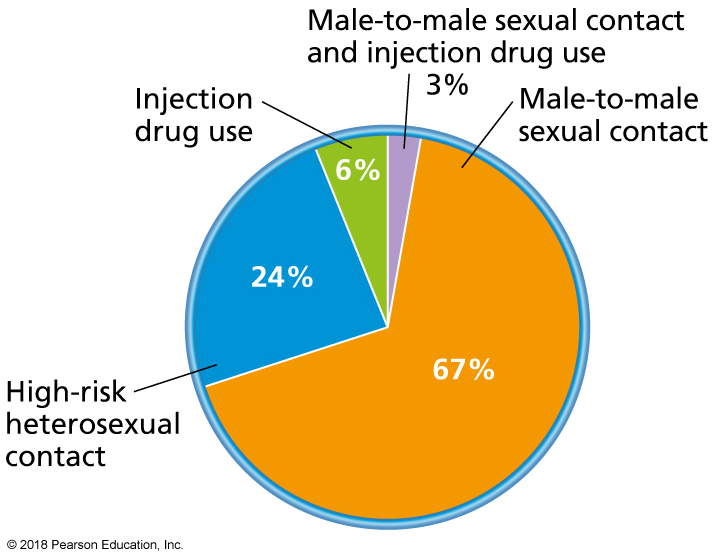 Male-to-male sexual contact
and injection drug use
3%
Injection
drug use
Male-to-male
sexual contact
6%
24%
67%
High-risk
heterosexual
contact
© 2018 Pearson Education, Inc.